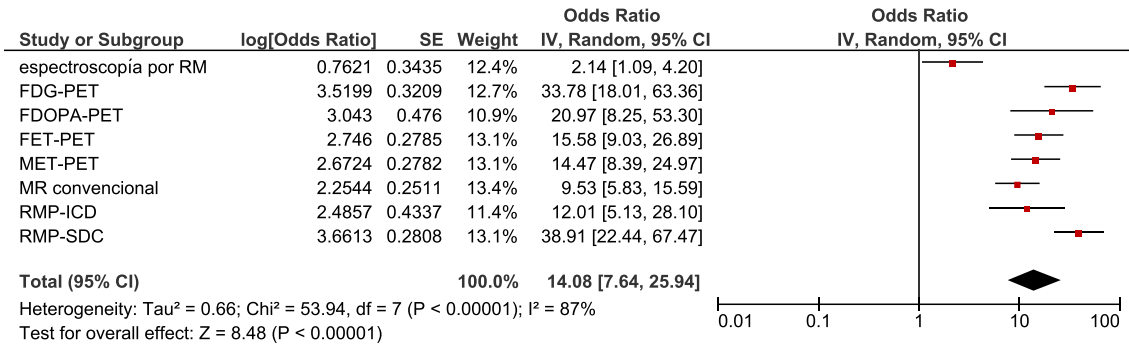 Odds Ratio Odds Ratio
Study or Subgroup log[Odds Ratio] SE Weight IV, Random, 95% CI IV, Random, 95% CI
espectroscopía por RM 0.7621 0.3435 12.4% 2.14 [1.09, 4.20]
FDG-PET 3.5199 0.3209 12.7% 33.78 [18.01, 63.36]
FDOPA-PET 3.043 0.476 10.9% 20.97 [8.25, 53.30]
FET-PET 2.746 0.2785 13.1% 15.58 [9.03, 26.89]
MET-PET 2.6724 0.2782 13.1% 14.47 [8.39, 24.97]
MR convencional 2.2544 0.2511 13.4% 9.53 [5.83, 15.59]
RMP-ICD 2.4857 0.4337 11.4% 12.01 [5.13, 28.10]
RMP-SDC 3.6613 0.2808 13.1% 38.91 [22.44, 67.47]
Total (95% CI) 100.0% 14.08 [7.64, 25.94]
Heterogeneity: Tau² = 0.66; Chi² = 53.94, df = 7 (P < 0.00001); I² = 87%
Test for overall effect: Z = 8.48 (P < 0.00001)
0.01 0.1 1 10 100